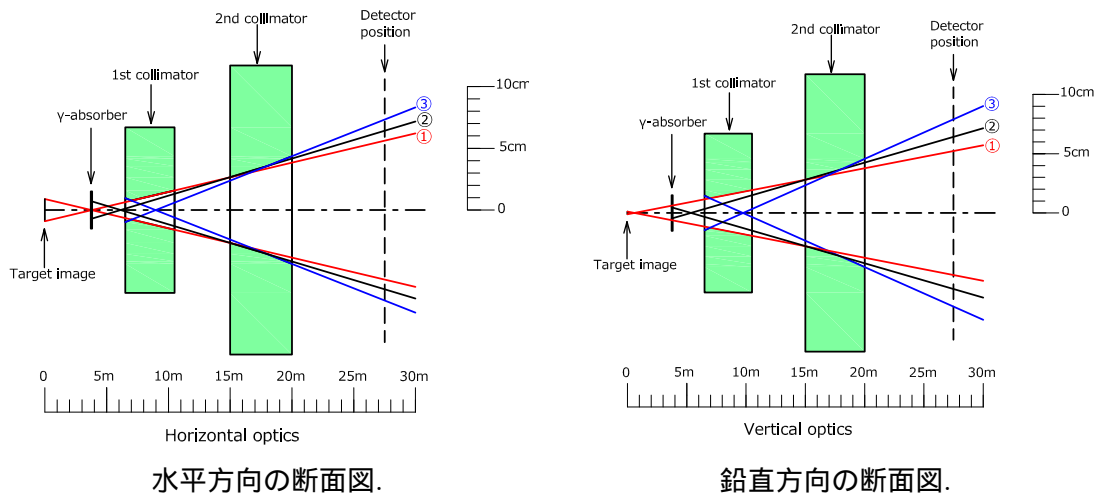 2nd collimator
Detector
position
1st collimator
γ-absorber
10cm
5cm
0
③
②
①
Target image
0
5m
10m
15m
20m
30m
Horizontal optics
水平方向の断面図.
2nd collimator
Detector
position
1st collimator
γ-absorber
10cm
5cm
0
③
②
①
Target image
0
5m
10m
15m
20m
30m
Vertical optics
鉛直方向の断面図.